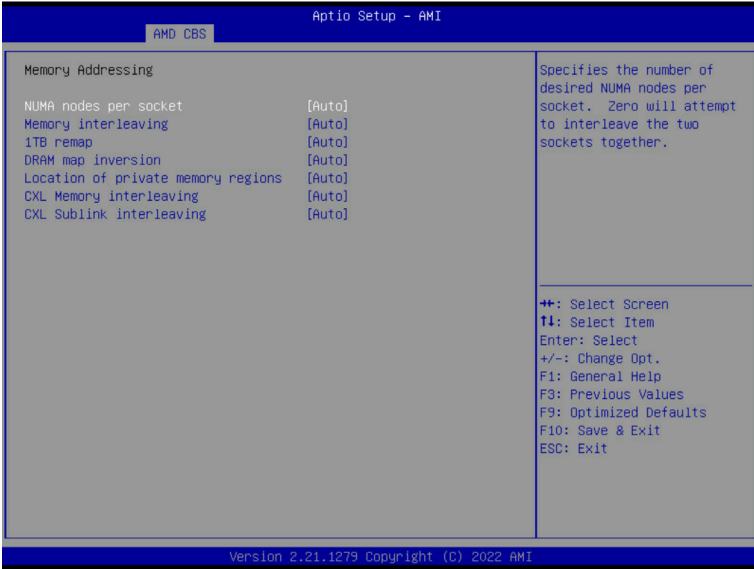 Aptio Setup - AMI
AMD CBS
Memory Addressing
NUMA nodes per socket [Auto]
Memory interleaving [Auto]
1TB remap [Auto]
DRAM map inversion [Auto]
Location of private memory regions [Auto]
CXL Memory interleaving [Auto]
CXL Sublink interleaving [Auto]
Specifies the number of
desired NUMA nodes per
socket. Zero will attempt
to interleave the two
sockets together.
→←: Select Screen
↑↓: Select Item
Enter: Select
+/-: Change Opt.
F1: General Help
F3: Previous Values
F9: Optimized Defaults
F10: Save & Exit
ESC: Exit
Version 2.21.1279 Copyright (C) 2022 AMI